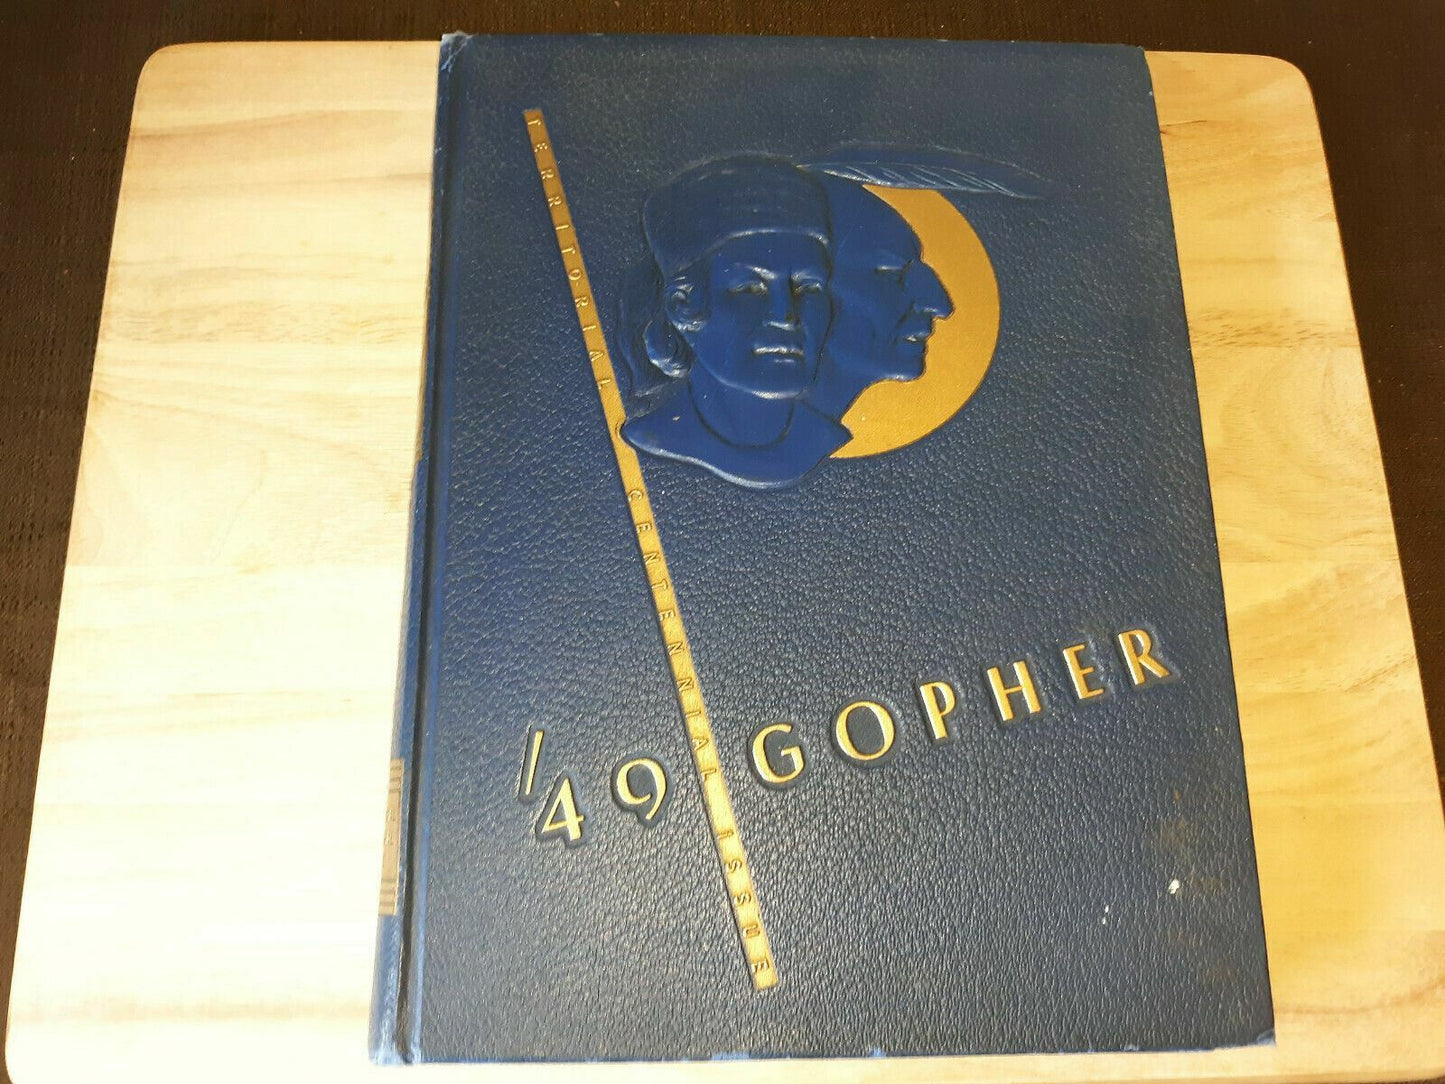 TERRITORIAL CENTENNIAL ISSUE
'49 GOPHER